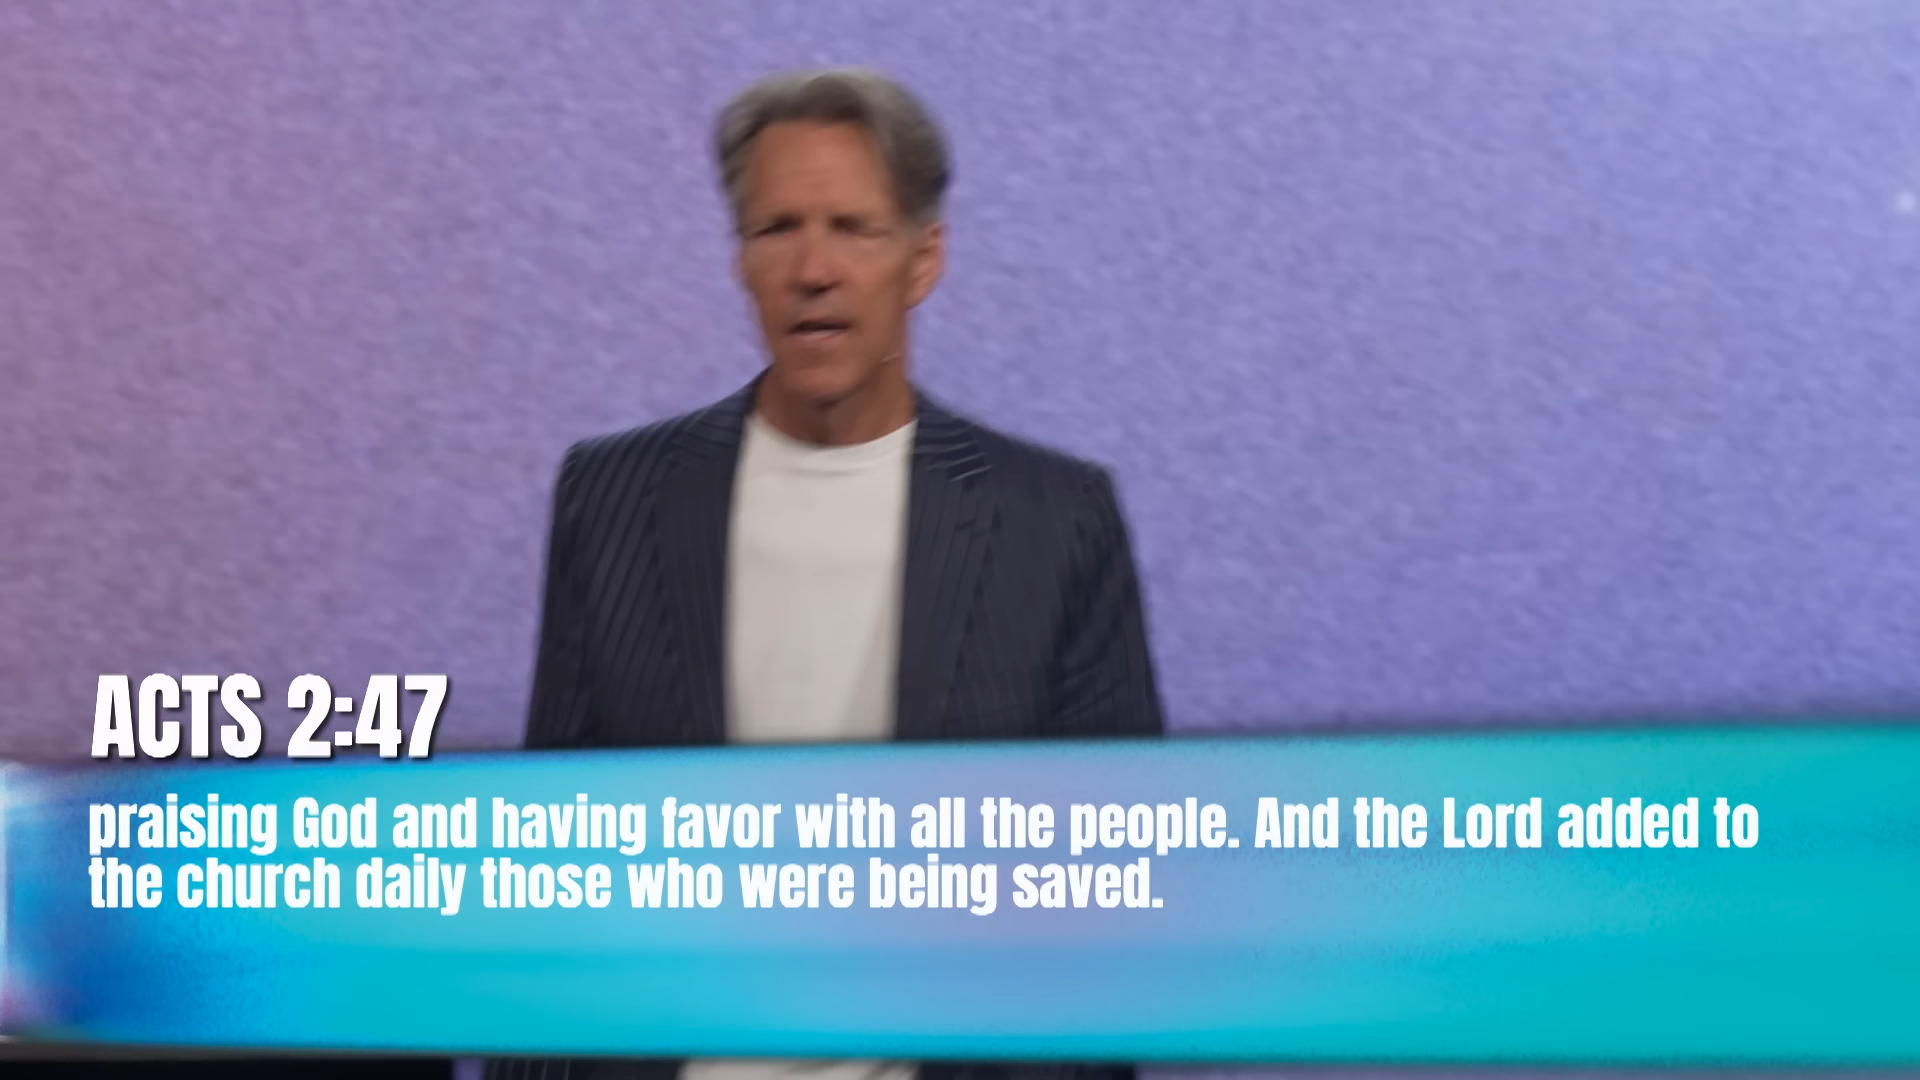 ACTS 2:47
praising God and having favor with all the people. And the Lord added to
the church daily those who were being saved.